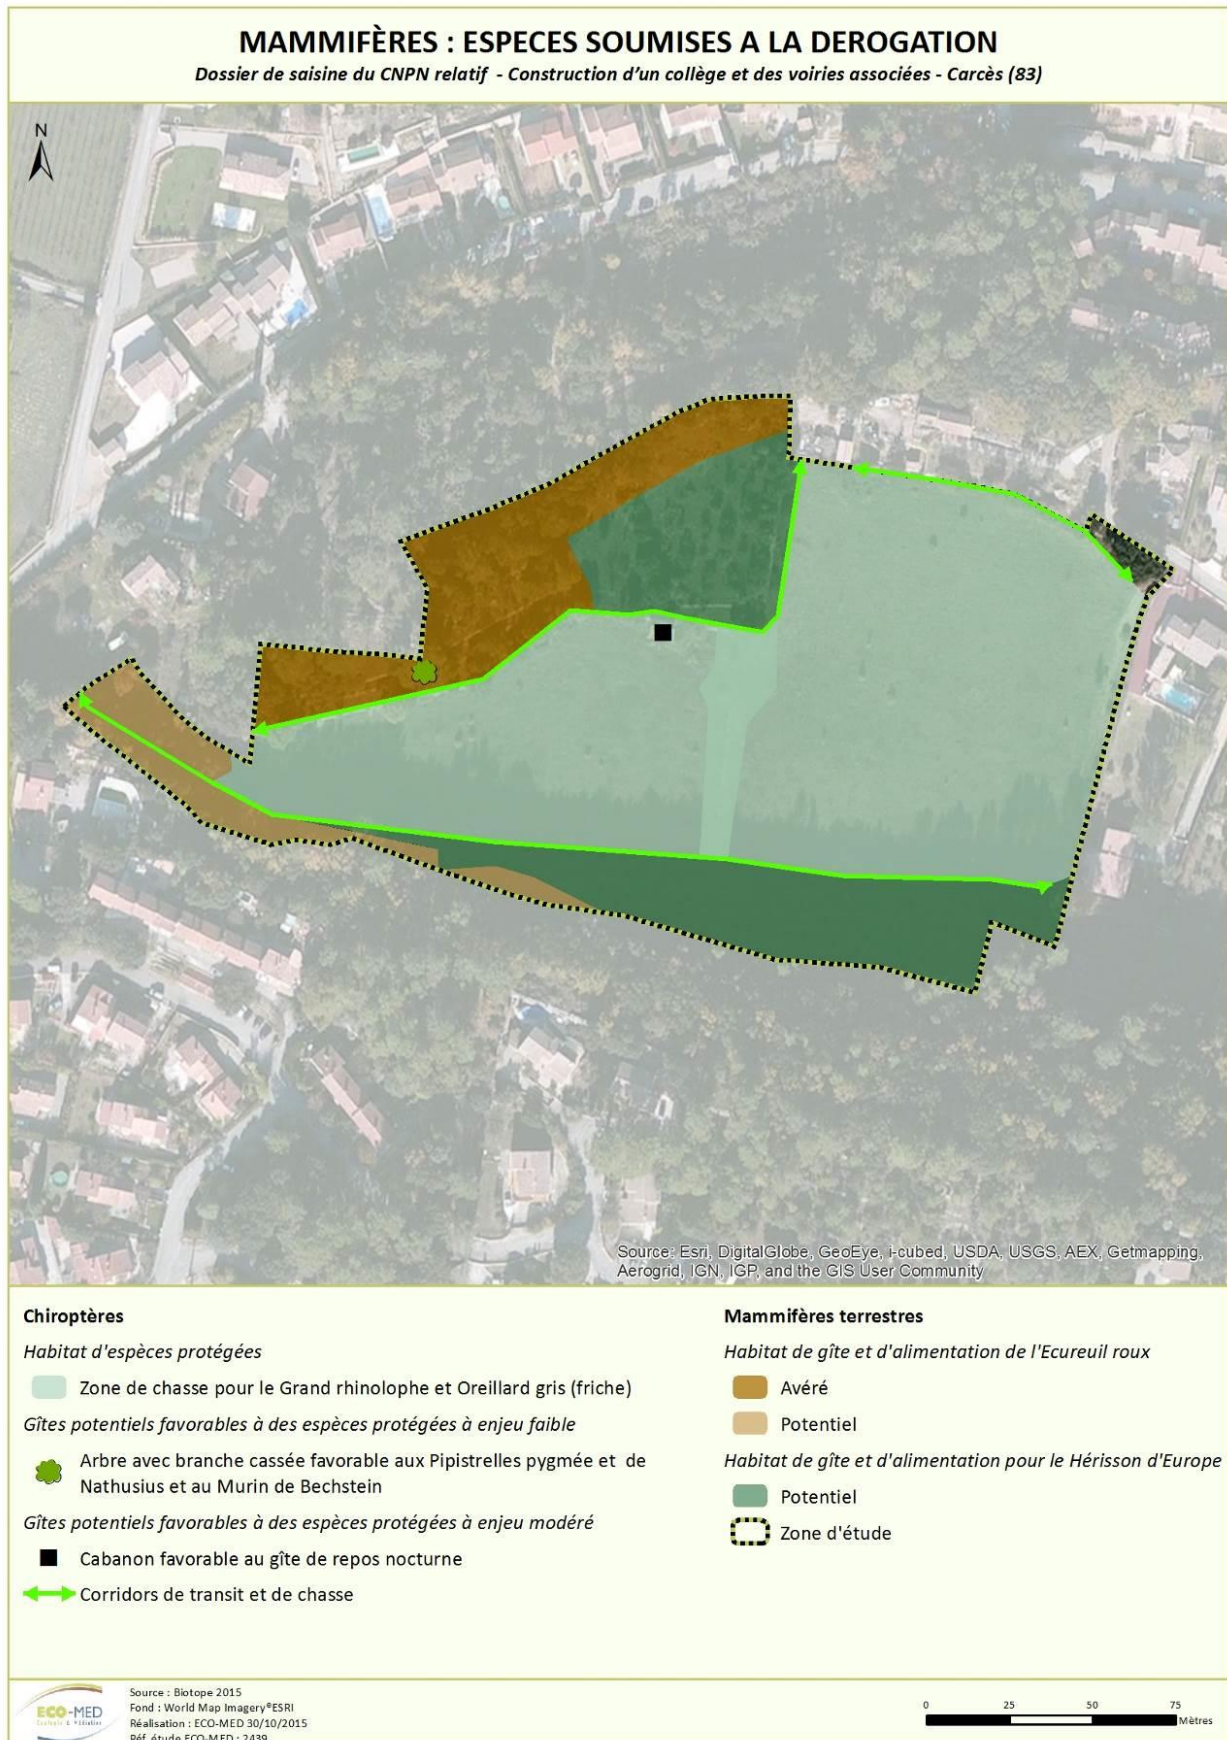 MAMMIFÈRES : ESPECES SOUMISES A LA DEROGATION
Dossier de saisine du CNPN relatif - Construction d'un collège et des voiries associées - Carcès (83)
N
Source: Esri, DigitalGlobe, GeoEye, i-cubed, USDA, USGS, AEX, Getmapping,
Aerogrid, IGN, IGP, and the GIS User Community
Chiroptères
Habitat d'espèces protégées
Zone de chasse pour le Grand rhinolophe et Oreillard gris (friche)
Gîtes potentiels favorables à des espèces protégées à enjeu faible
Arbre avec branche cassée favorable aux Pipistrelles pygmée et de
Nathusius et au Murin de Bechstein
Gîtes potentiels favorables à des espèces protégées à enjeu modéré
Cabanon favorable au gîte de repos nocturne
Corridors de transit et de chasse
Mammifères terrestres
Habitat de gîte et d'alimentation de l'Ecureuil roux
Avéré
Potentiel
Habitat de gîte et d'alimentation pour le Hérisson d'Europe
Potentiel
Zone d'étude
ECO-MED
Ecologie & Médiation
Source : Biotope 2015
Fond : World Map Imagery®ESRI
Réalisation : ECO-MED 30/10/2015
Réf. étude ECO-MED : 2439
0 25 50 75
Mètres